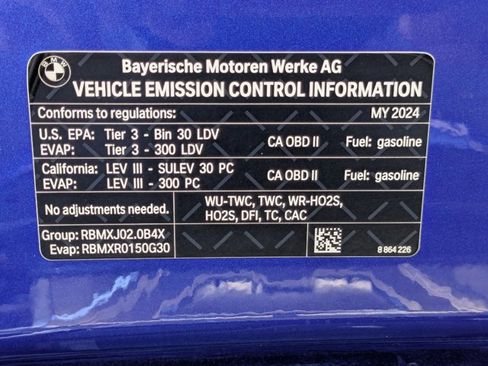 BMW
Bayerische Motoren Werke AG
VEHICLE EMISSION CONTROL INFORMATION
Conforms to regulations: MY 2024
U.S. EPA: Tier 3 - Bin 30 LDV
EVAP: Tier 3 - 300 LDV
CA OBD II Fuel: gasoline
California: LEV III - SULEV 30 PC
EVAP: LEV III - 300 PC
CA OBD II Fuel: gasoline
No adjustments needed.
WU-TWC, TWC, WR-HO2S,
HO2S, DFI, TC, CAC
Group: RBMXJ02.0B4X
Evap: RBMXR0150G30
8 864 226